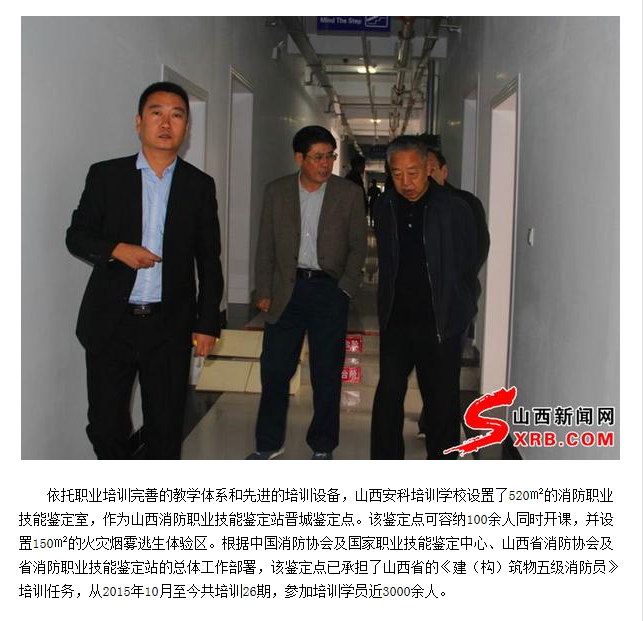 Mind The Step
台阶
台阶
山西新闻网
SXRB.COM
依托职业培训完善的教学体系和先进的培训设备，山西安科培训学校设置了520㎡的消防职业
技能鉴定室，作为山西消防职业技能鉴定站晋城鉴定点。该鉴定点可容纳100余人同时开课，并设
置150㎡的火灾烟雾逃生体验区。根据中国消防协会及国家职业技能鉴定中心、山西省消防协会及
省消防职业技能鉴定站的总体工作部署，该鉴定点已承担了山西省的《建（构）筑物五级消防员》
培训任务，从2015年10月至今共培训26期，参加培训学员近3000余人。